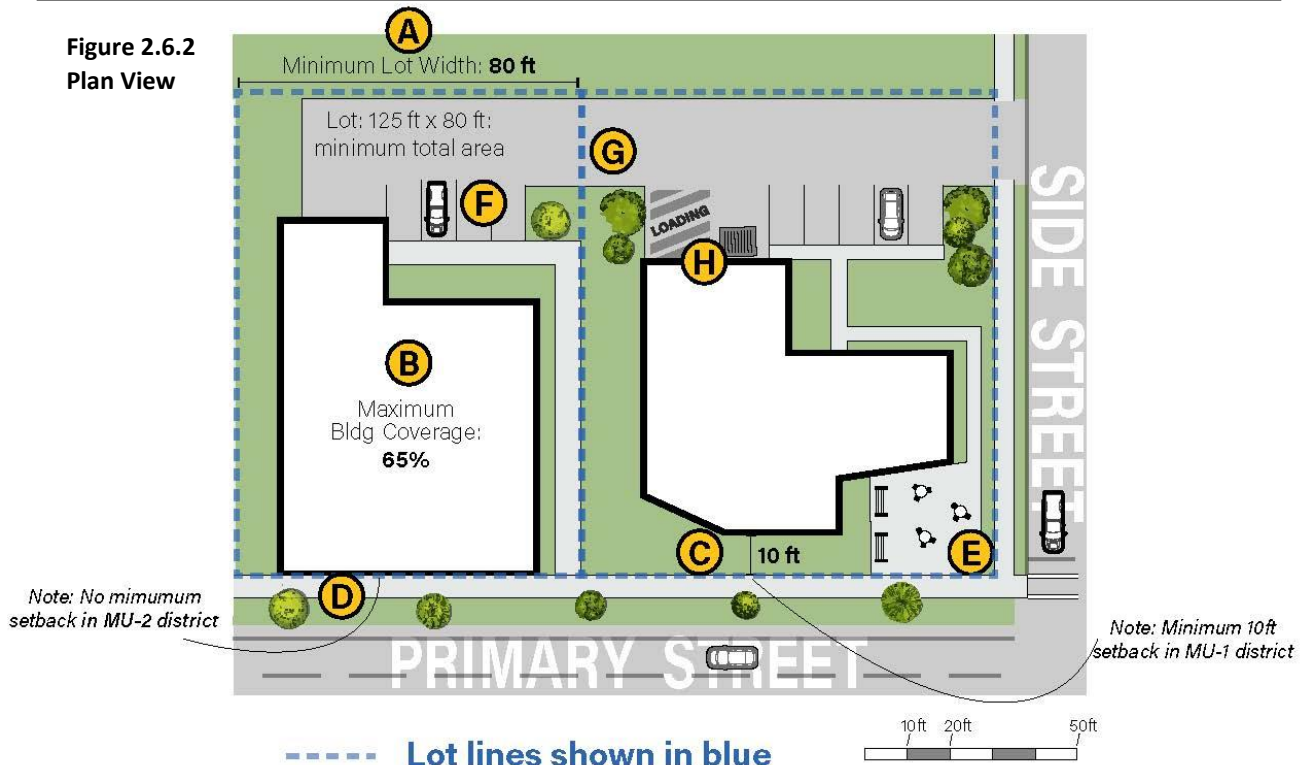 Figure 2.6.2
Plan View
A
Minimum Lot Width: 80 ft
Lot: 125 ft x 80 ft:
minimum total area
G
F
LOADING
H
SIDE STREET
B
Maximum
Bldg Coverage:
65%
C
10 ft
E
D
Note: No mimumum
setback in MU-2 district
Note: Minimum 10ft
setback in MU-1 district
PRIMARY STREET
Lot lines shown in blue
10ft 20ft 50ft